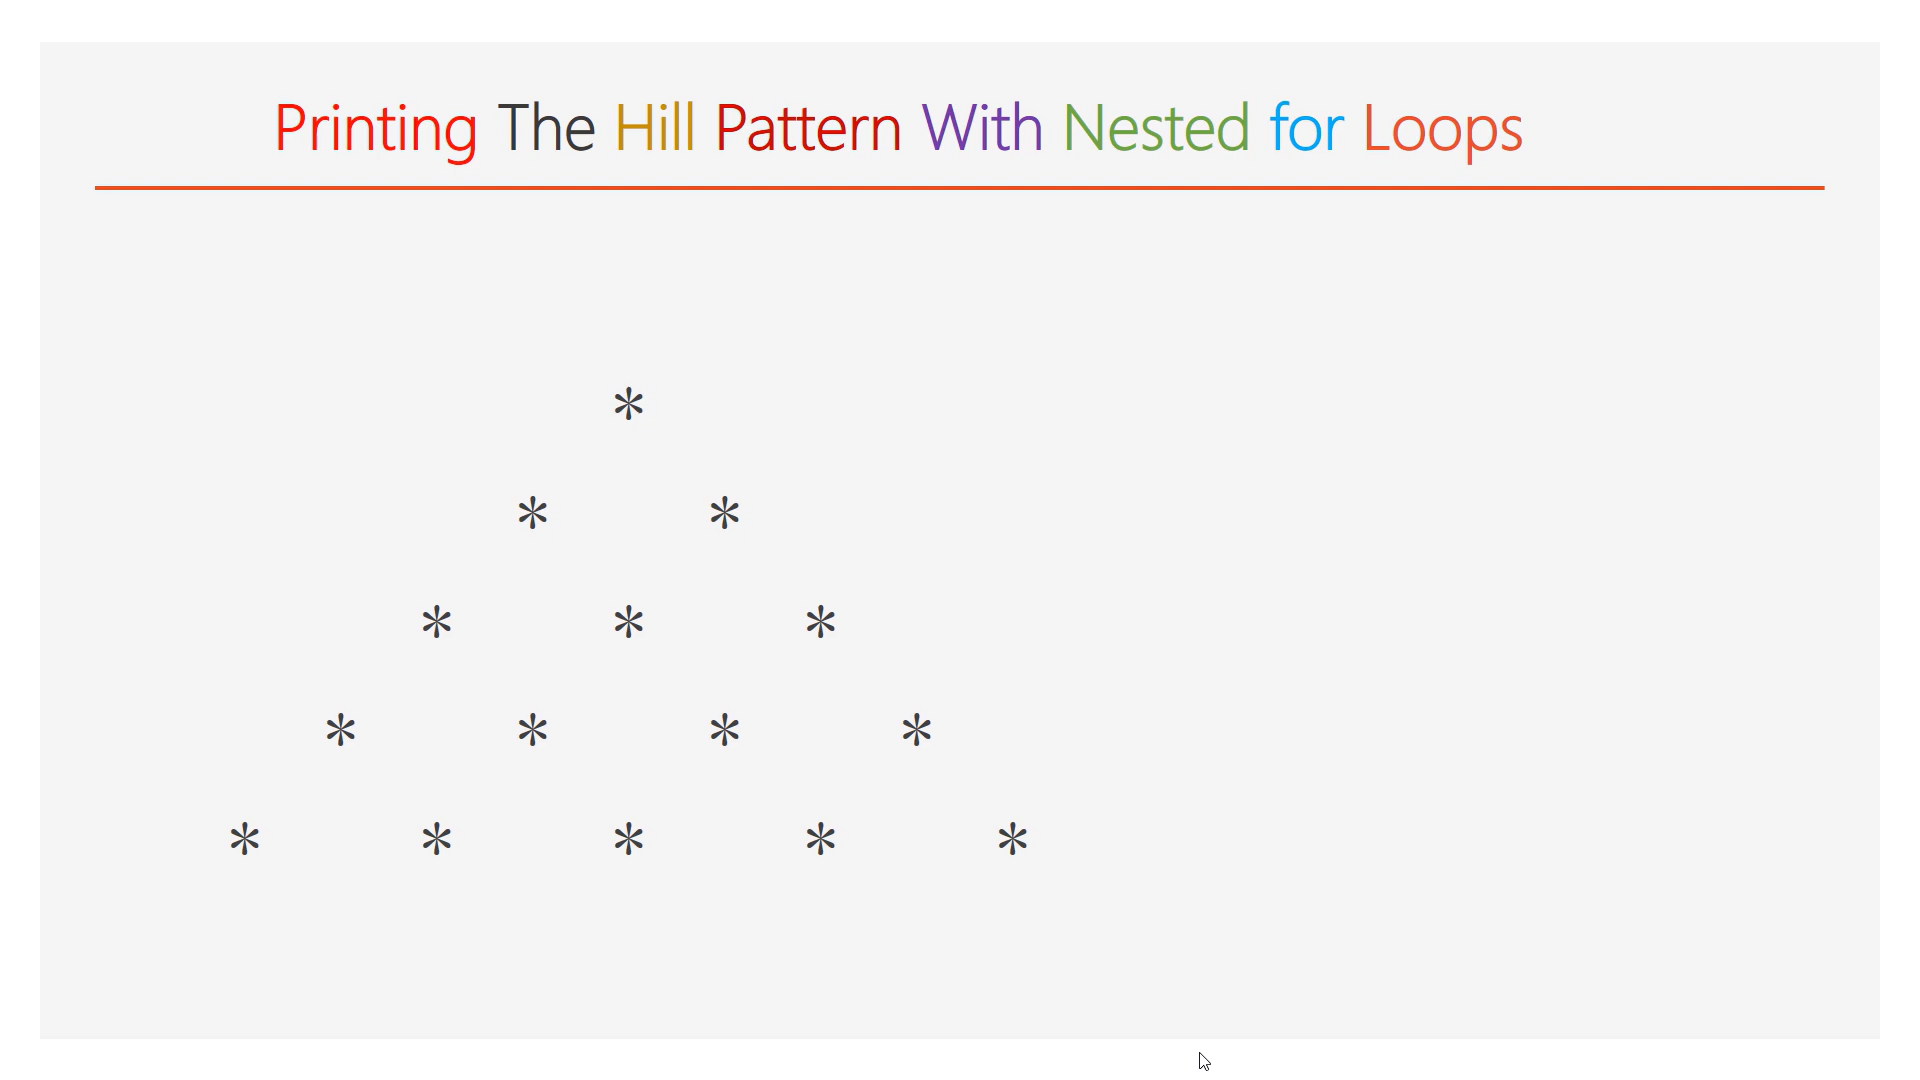 Printing The Hill Pattern With Nested for Loops
*
* *
* * *
* * * *
* * * * *